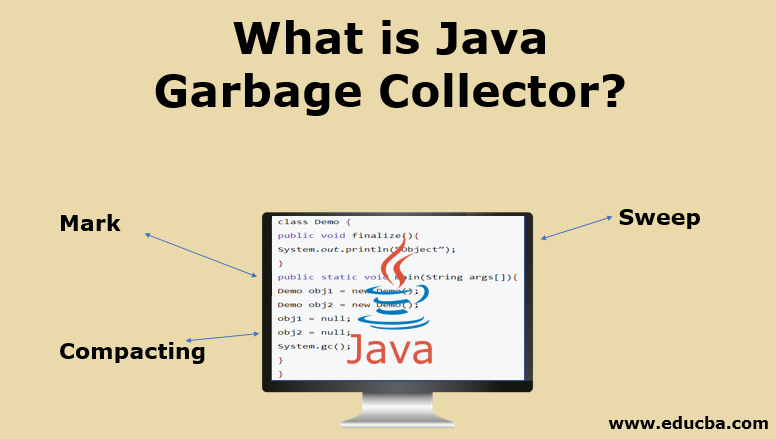 What is Java
Garbage Collector?
Mark
Sweep
Compacting
class Demo {
public void finalize(){
System.out.println("Object");
}
public static void main(String args[]){
Demo obj1 = new Demo();
Demo obj2 = new Demo();
obj1 = null;
obj2 = null;
System.gc();
}
}
Java
www.educba.com